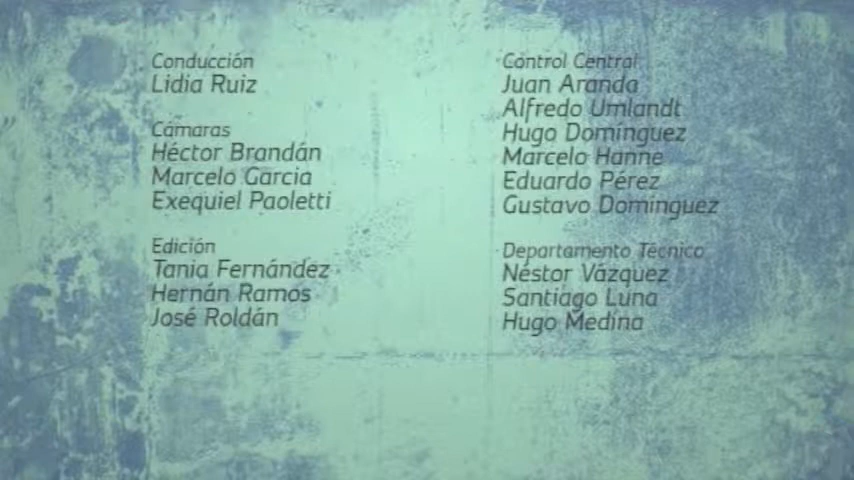 Conducción
Lidia Ruiz
Cámaras
Héctor Brandán
Marcelo Garcia
Exequiel Paoletti
Edición
Tania Fernández
Hernán Ramos
José Roldán
Control Central
Juan Aranda
Alfredo Umlandt
Hugo Domínguez
Marcelo Hanne
Eduardo Pérez
Gustavo Domínguez
Departamento Técnico
Néstor Vázquez
Santiago Luna
Hugo Medina